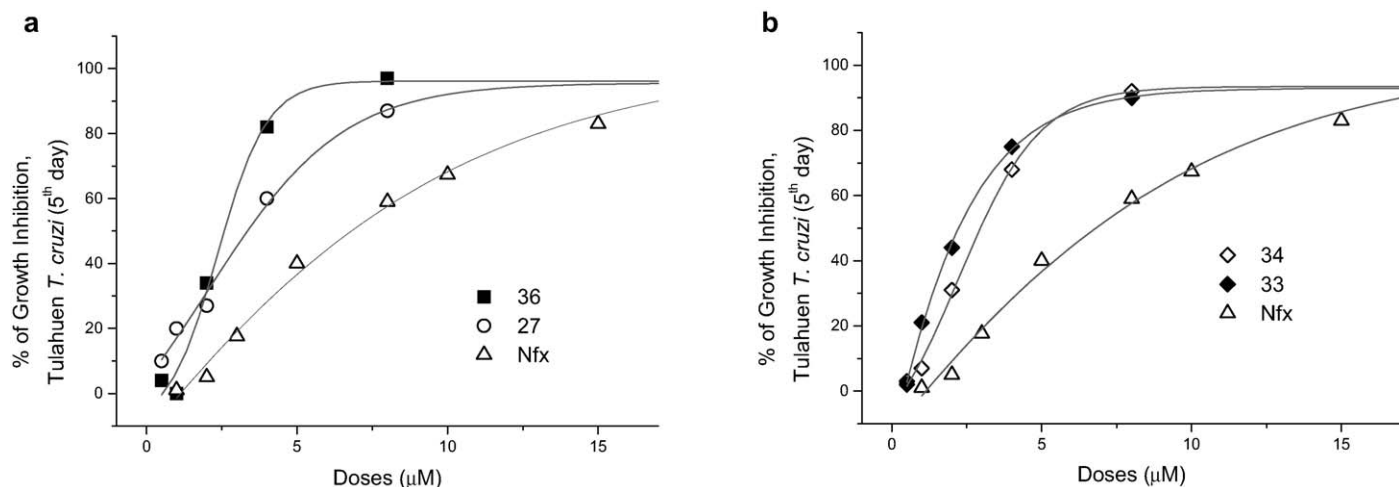 a
% of Growth Inhibition,
Tulahuen T. cruzi (5th day)
100
80
60
40
20
0
36
27
Nfx
0
5
10
15
Doses (μM)
b
% of Growth Inhibition,
Tulahuen T. cruzi (5th day)
100
80
60
40
20
0
34
33
Nfx
0
5
10
15
Doses (μM)